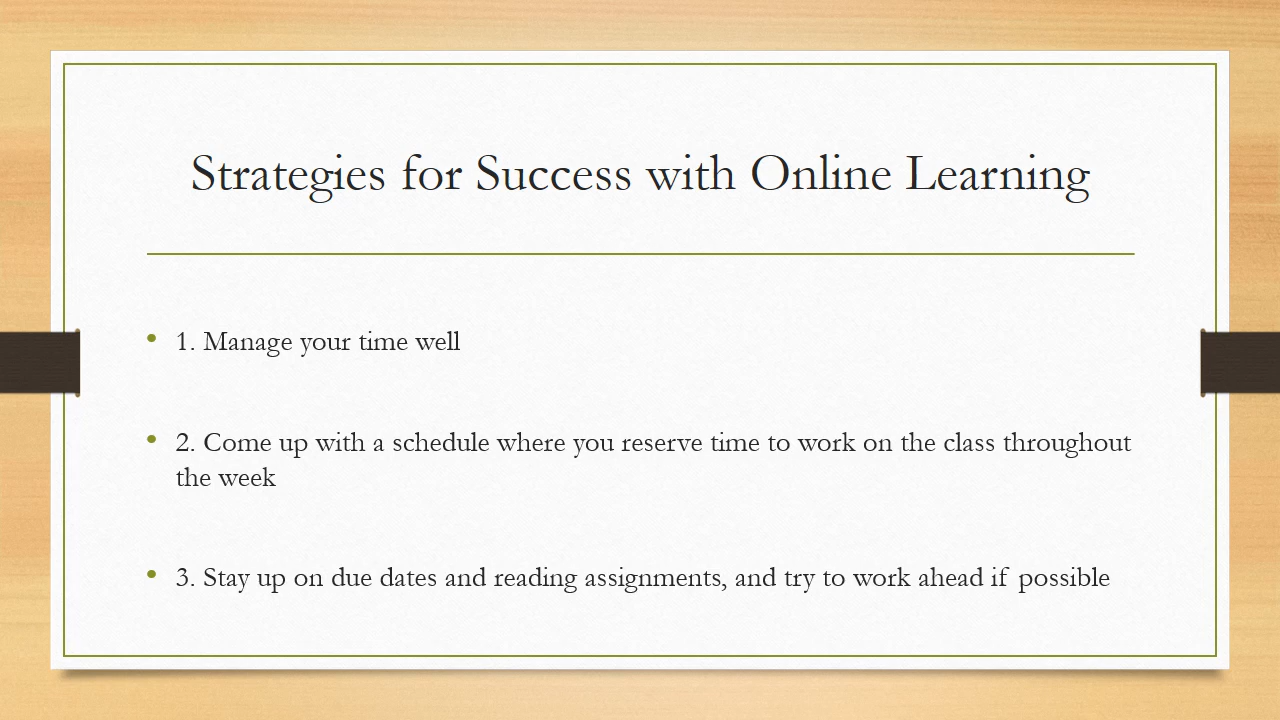 Strategies for Success with Online Learning
• 1. Manage your time well
• 2. Come up with a schedule where you reserve time to work on the class throughout
the week
• 3. Stay up on due dates and reading assignments, and try to work ahead if possible